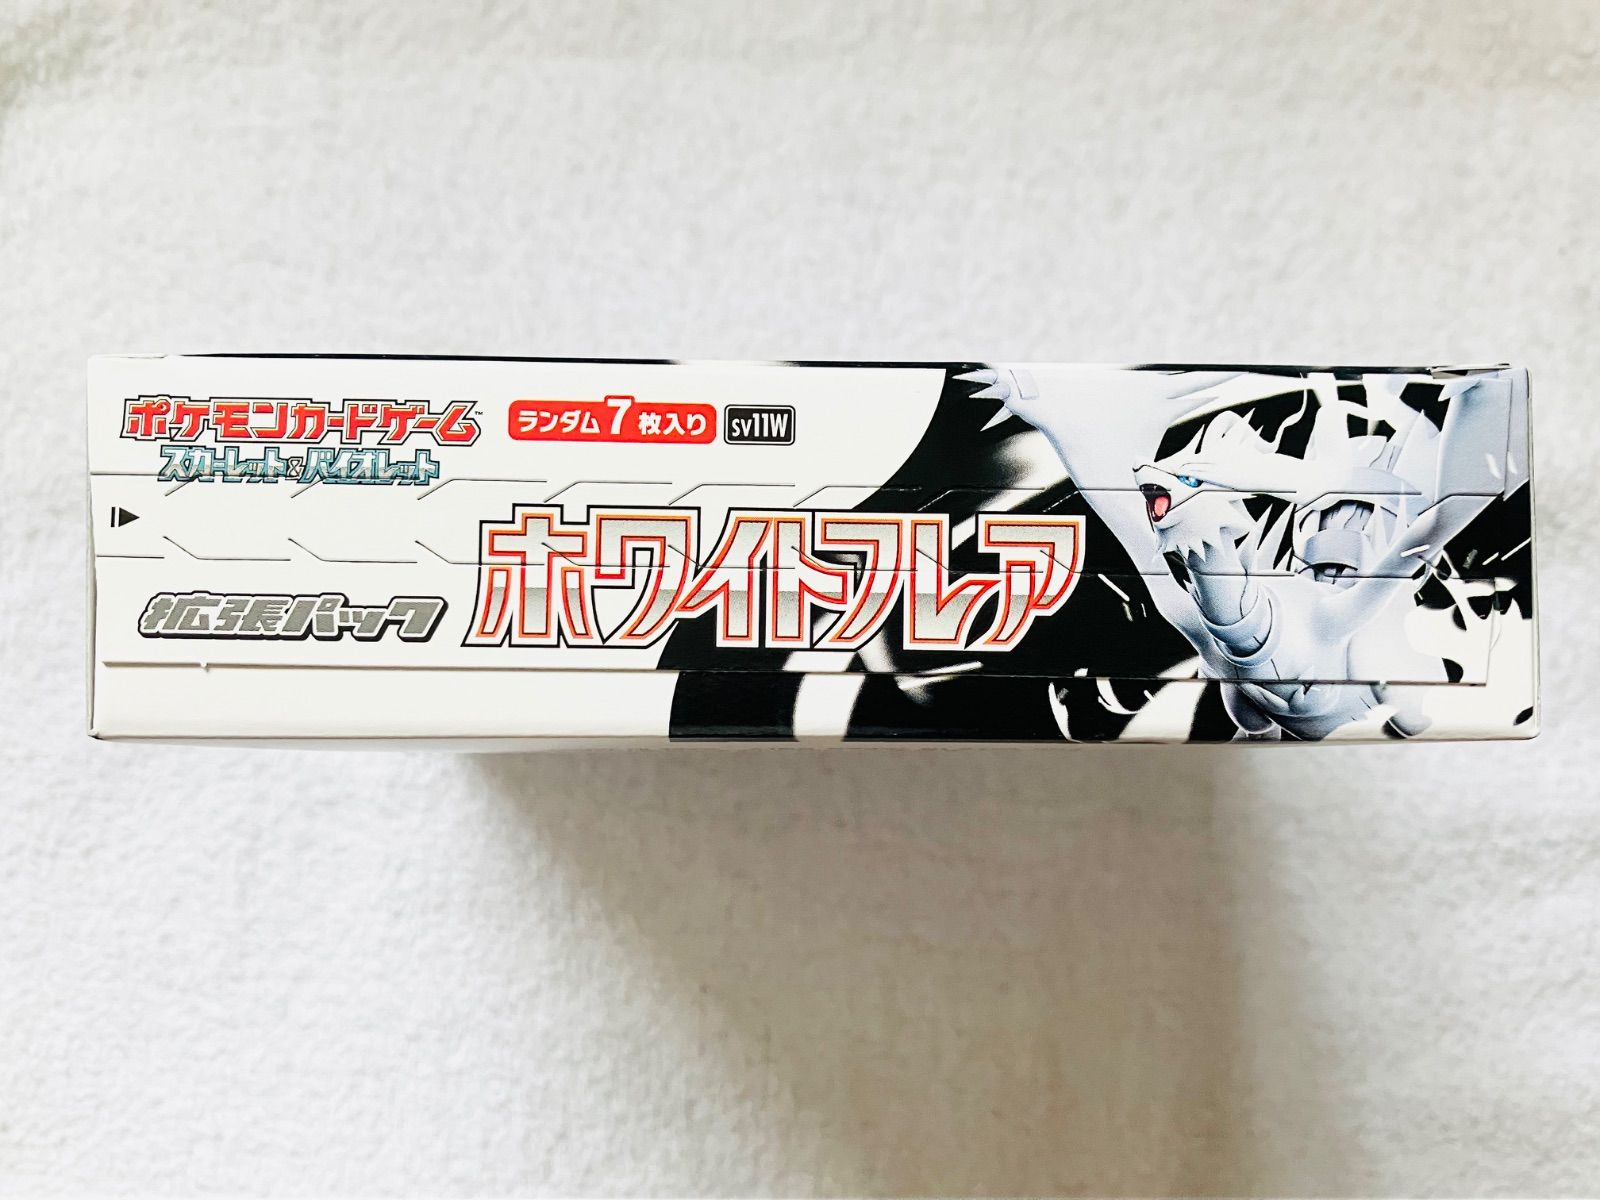 ポケモンカードゲーム™
スカーレット&バイオレット
ランダム7枚入り
sv11W
拡張パック
ホワイトフレア